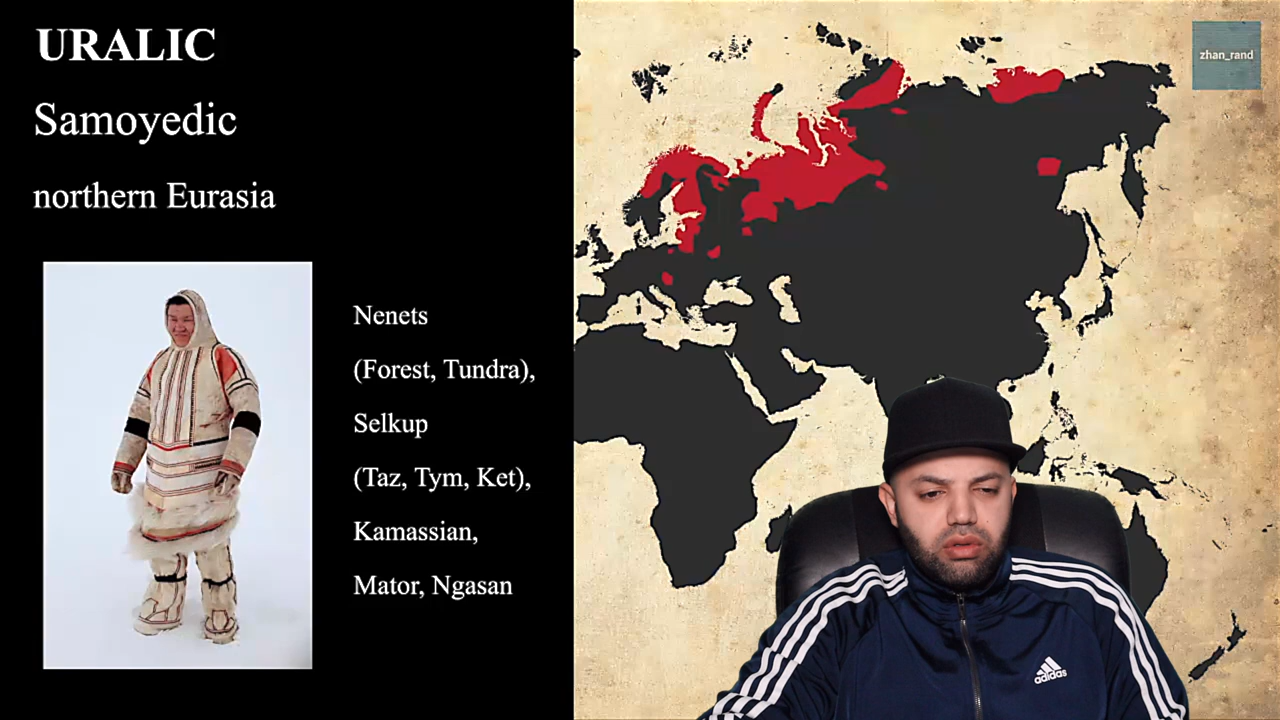 URALIC
Samoyedic
northern Eurasia
Nenets
(Forest, Tundra),
Selkup
(Taz, Tym, Ket),
Kamassian,
Mator, Ngasan
zhan_rand
adidas